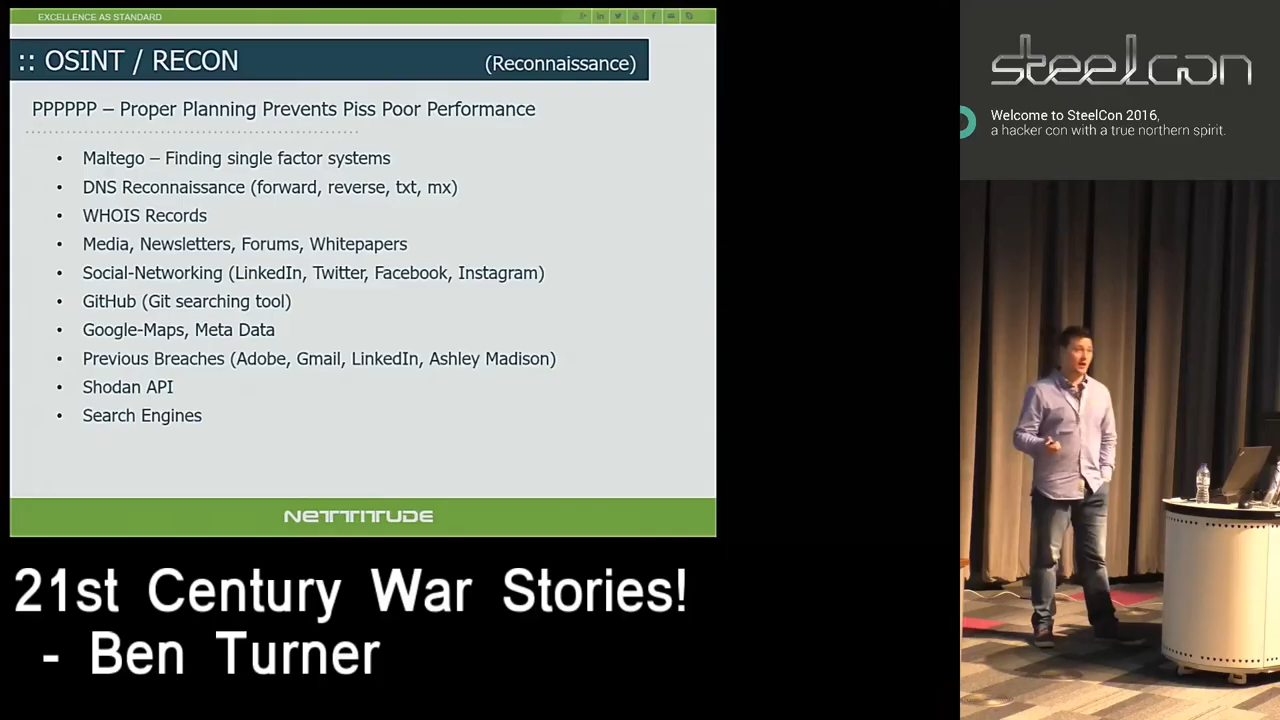 EXCELLENCE AS STANDARD
:: OSINT / RECON (Reconnaissance)
PPPPPP – Proper Planning Prevents Piss Poor Performance
• Maltego – Finding single factor systems
• DNS Reconnaissance (forward, reverse, txt, mx)
• WHOIS Records
• Media, Newsletters, Forums, Whitepapers
• Social-Networking (LinkedIn, Twitter, Facebook, Instagram)
• GitHub (Git searching tool)
• Google-Maps, Meta Data
• Previous Breaches (Adobe, Gmail, LinkedIn, Ashley Madison)
• Shodan API
• Search Engines
NETTITUDE
21st Century War Stories!
- Ben Turner
steelcon
Welcome to SteelCon 2016,
a hacker con with a true northern spirit.